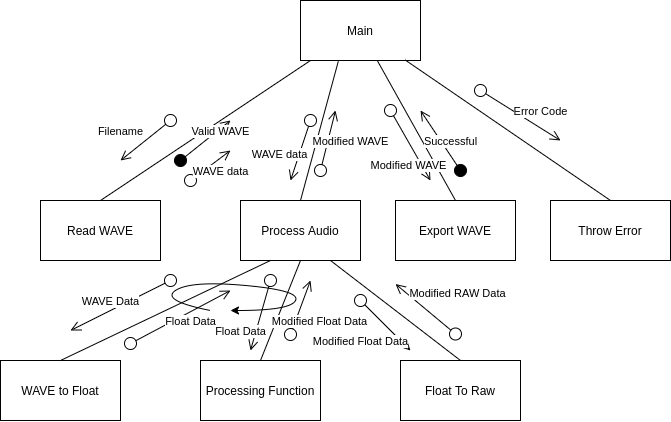 Main
Error Code
Filename
Valid WAVE
Modified WAVE
Successful
WAVE data
Modified WAVE
WAVE data
Read WAVE
Process Audio
Export WAVE
Throw Error
WAVE Data
Modified RAW Data
Float Data
Modified Float Data
Float Data
Modified Float Data
WAVE to Float
Processing Function
Float To Raw